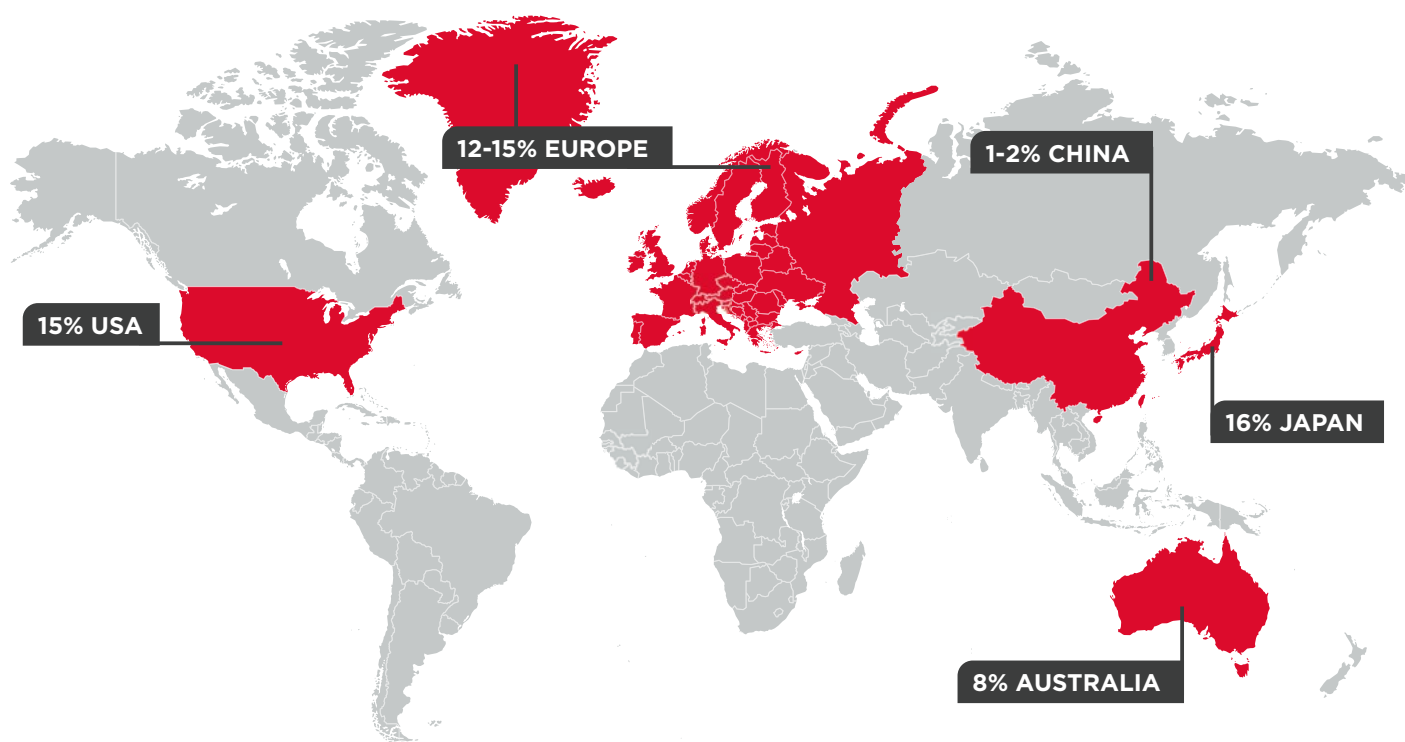 12-15% EUROPE
1-2% CHINA
15% USA
16% JAPAN
8% AUSTRALIA